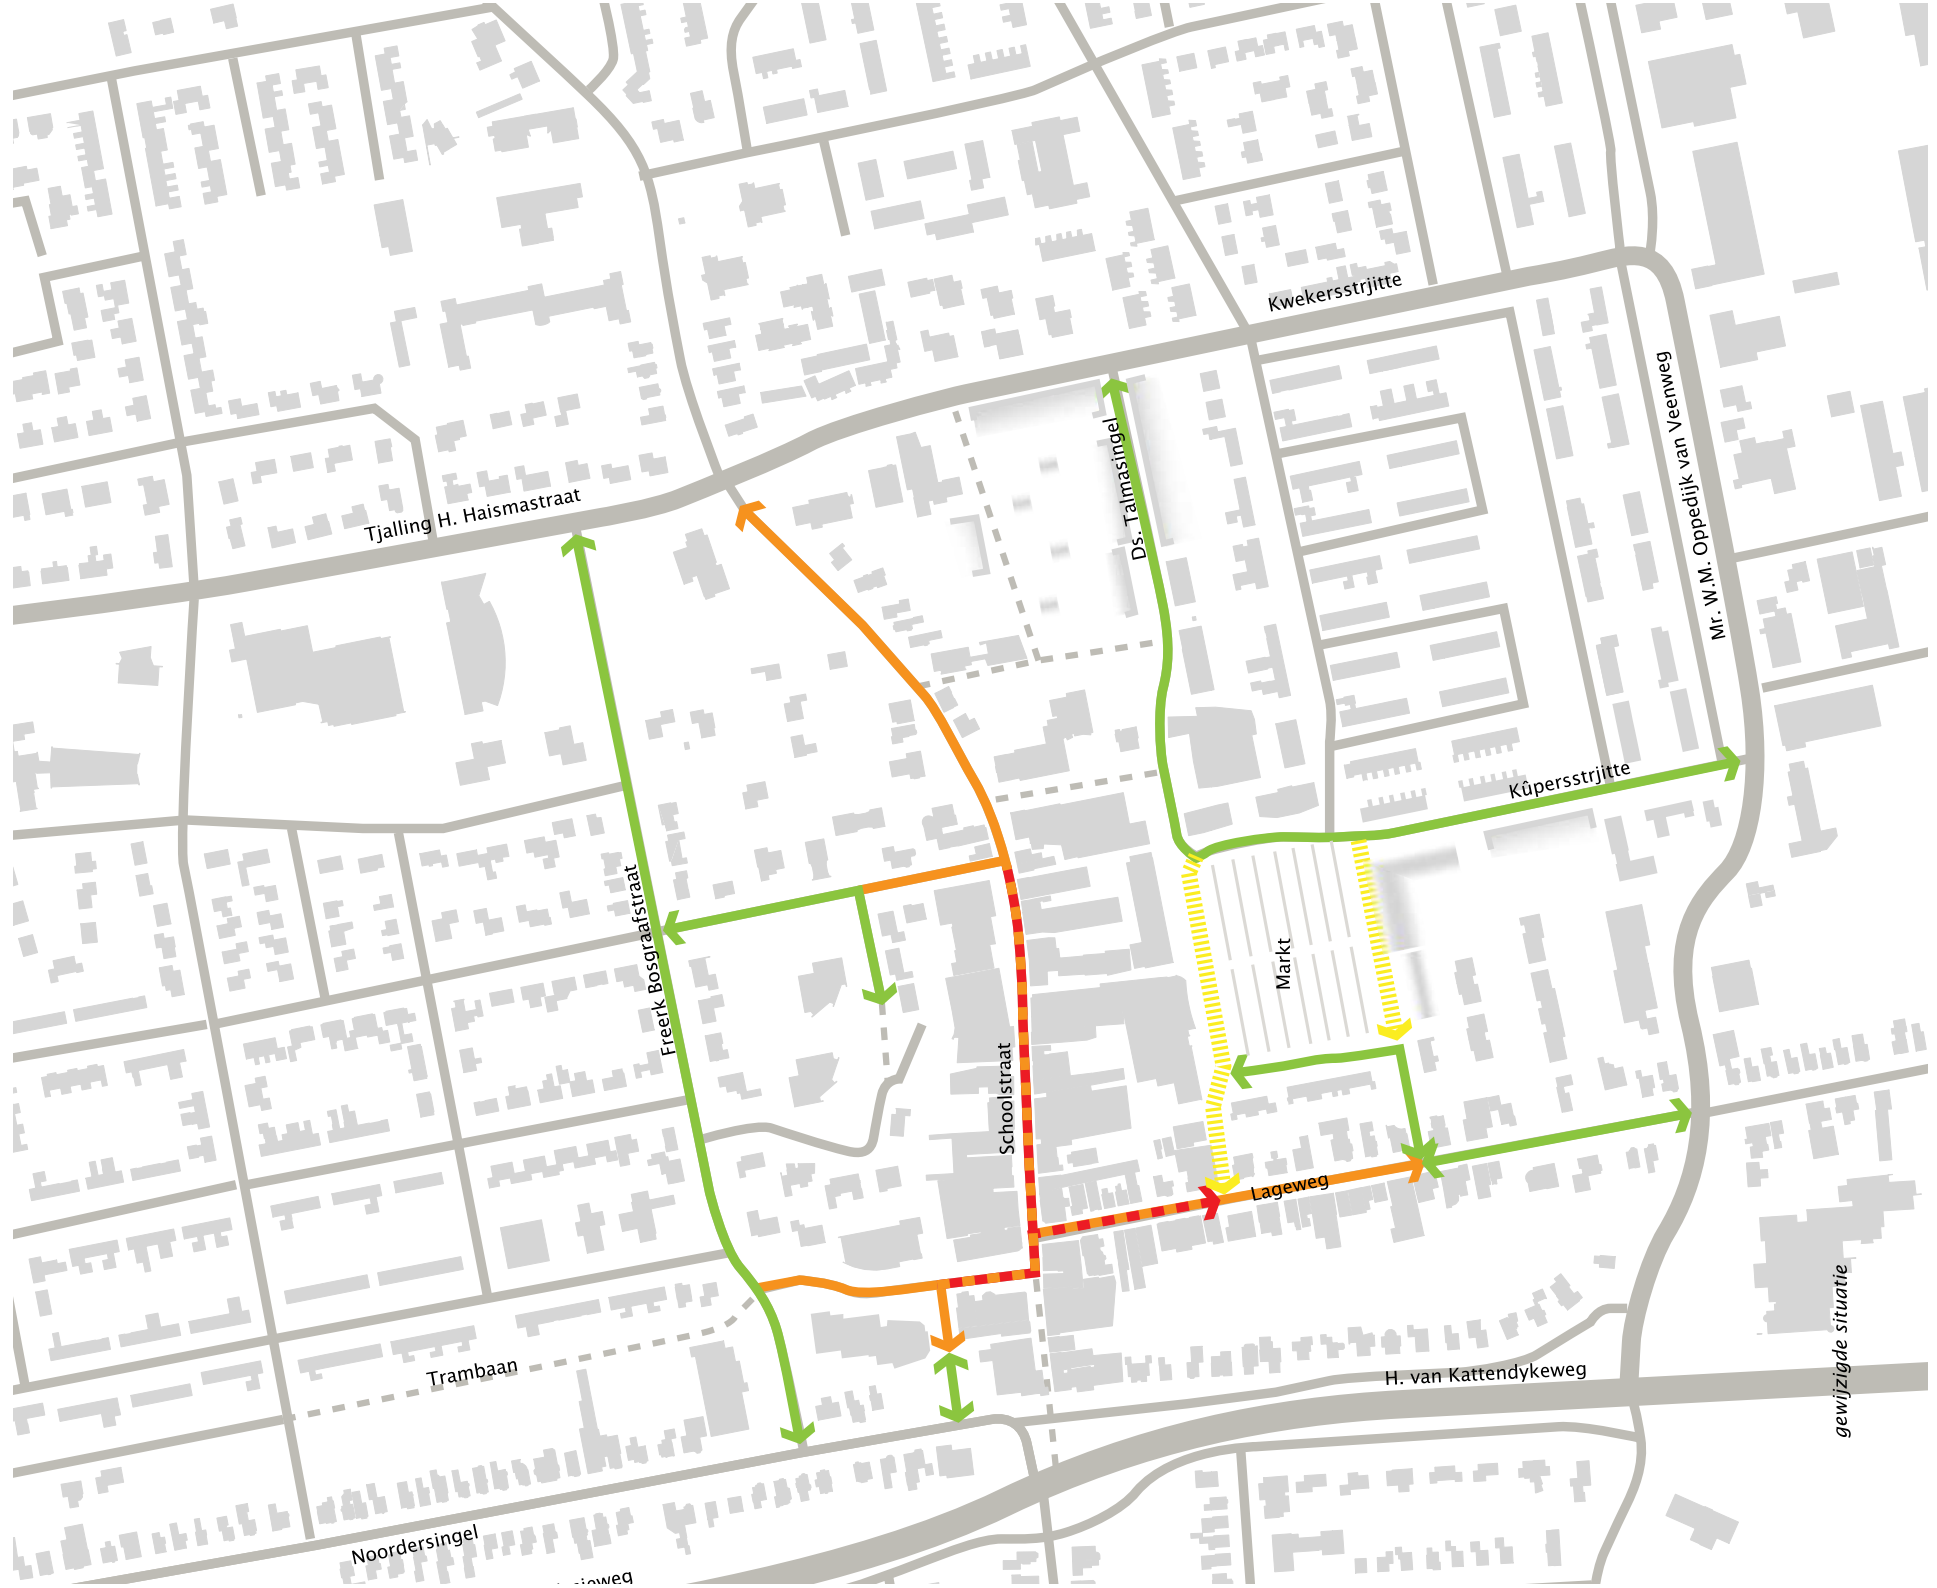 Kwekersstrjitte
Mr. W.M. Oppedijk van Veenweg
Ds. Talmasingel
Tjalling H. Haismastraat
Kûpersstrjitte
Freerk Bosgraafstraat
Markt
Schoolstraat
Lageweg
gewijzigde situatie
Trambaan
H. van Kattendykeweg
Noordersingel